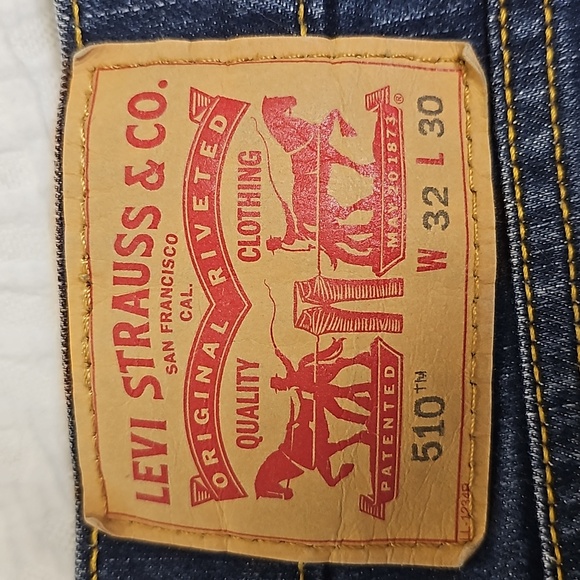 LEVI STRAUSS & CO.
SAN FRANCISCO
CAL.
ORIGINAL RIVETED
QUALITY CLOTHING
PATENTED MAY 20 1873 ®
510™ W 32 L 30